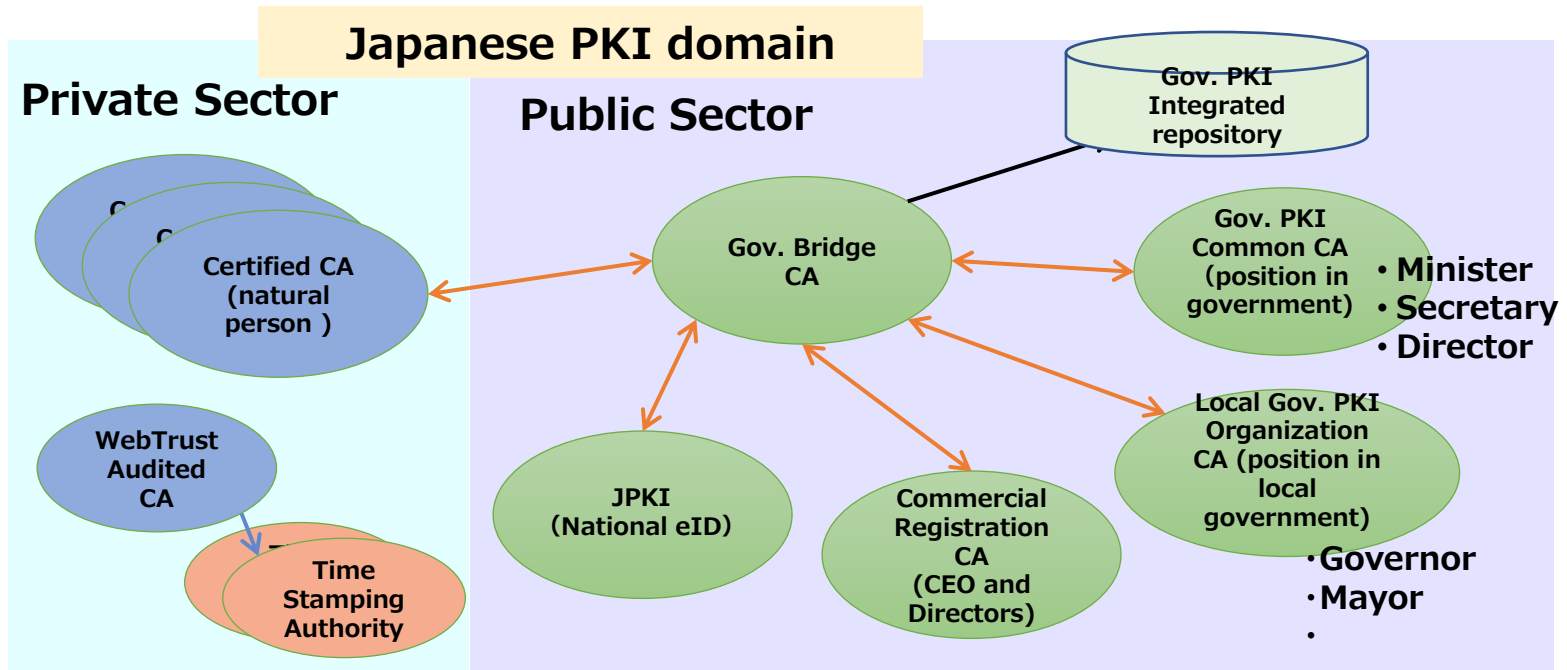 Japanese PKI domain
Private Sector
Public Sector
Gov. PKI
Integrated
repository
Certified CA
(natural
person )
Gov. Bridge
CA
Gov. PKI
Common CA
(position in
government)
・Minister
・Secretary
・Director
WebTrust
Audited
CA
Time
Stamping
Authority
JPKI
(National eID)
Commercial
Registration
CA
(CEO and
Directors)
Local Gov. PKI
Organization
CA (position in
local
government)
・Governor
・Mayor
・